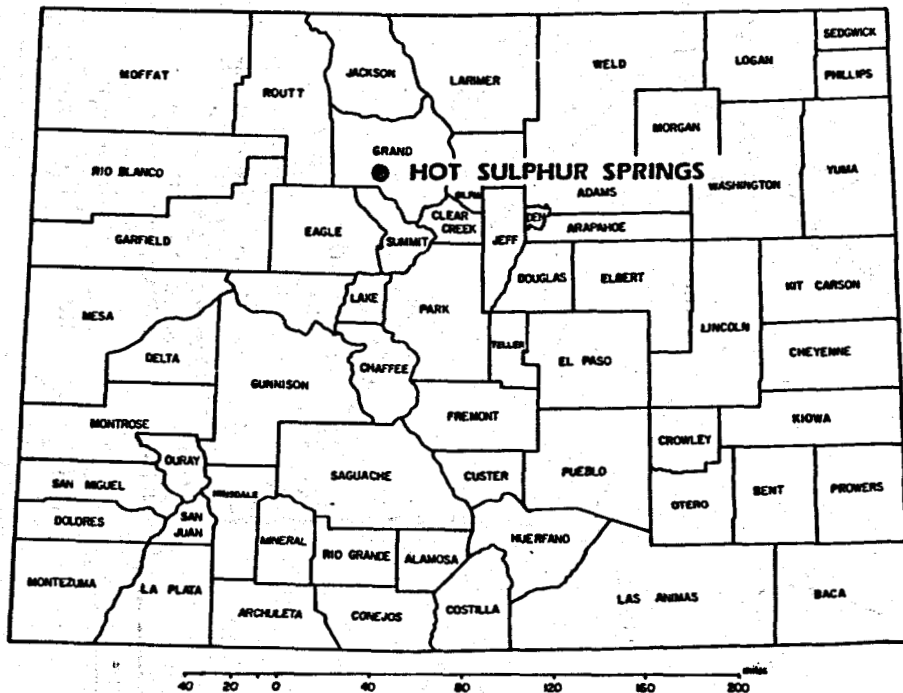 SEDGWICK
MOFFAT
ROUTT
JACKSON
LARIMER
WELD
LOGAN
PHILLIPS
MORGAN
GRAND
RIO BLANCO
HOT SULPHUR SPRINGS
WASHINGTON
YUMA
ADAMS
EAGLE
SUMMIT
CLEAR
CREEK
JEFF
DEN
ARAPAHOE
GARFIELD
DOUGLAS
ELBERT
KIT CARSON
LAKE
PARK
MESA
LINCOLN
TELLER
EL PASO
CHEYENNE
DELTA
CHAFFEE
GUNNISON
FREMONT
KIOWA
MONTROSE
CROWLEY
OURAY
SAGUACHE
CUSTER
PUEBLO
SAN MIGUEL
HINSDALE
OTERO
BENT
PROWERS
DOLORES
SAN
JUAN
MINERAL
RIO GRANDE
ALAMOSA
HUERFANO
MONTEZUMA
LA PLATA
ARCHULETA
CONEJOS
COSTILLA
LAS ANIMAS
BACA
miles
40 20 0 40 80 120 160 200